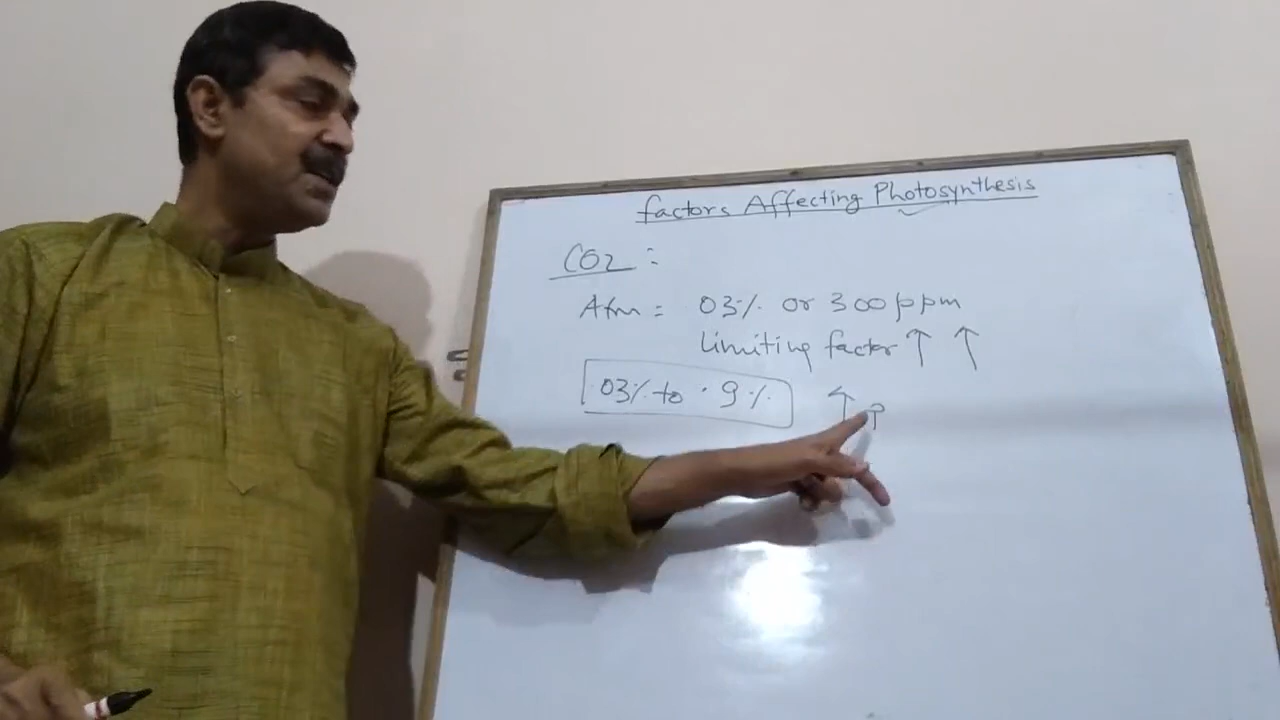 Factors Affecting Photosynthesis
CO2 :
Atm = 03% or 300 ppm
Limiting factor ↑ ↑
03% to .9% ↑ P